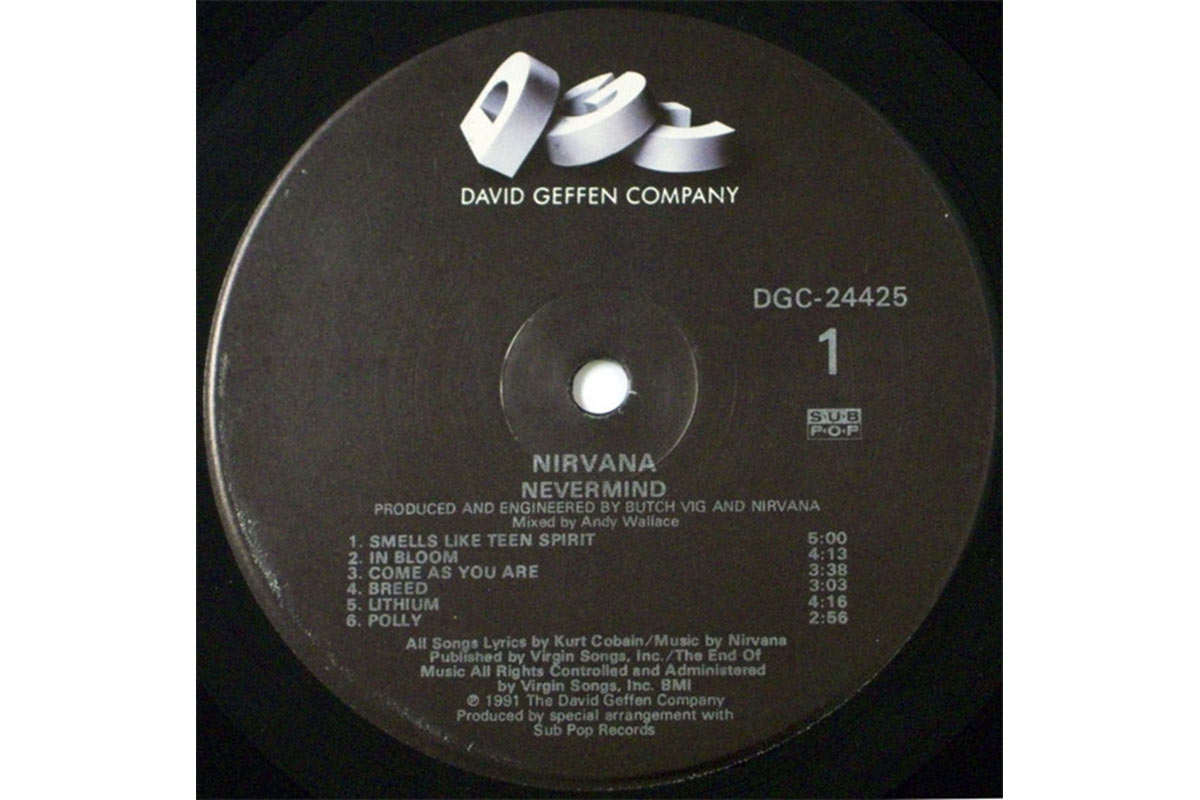 DGC
DAVID GEFFEN COMPANY
DGC-24425
1
SUB
POP
NIRVANA
NEVERMIND
PRODUCED AND ENGINEERED BY BUTCH VIG AND NIRVANA
Mixed by Andy Wallace
1. SMELLS LIKE TEEN SPIRIT 5:00
2. IN BLOOM 4:13
3. COME AS YOU ARE 3:38
4. BREED 3:03
5. LITHIUM 4:16
6. POLLY 2:56
All Songs Lyrics by Kurt Cobain/Music by Nirvana
Published by Virgin Songs, Inc./The End Of
Music All Rights Controlled and Administered
by Virgin Songs, Inc. BMI
℗ 1991 The David Geffen Company
Produced by special arrangement with
Sub Pop Records